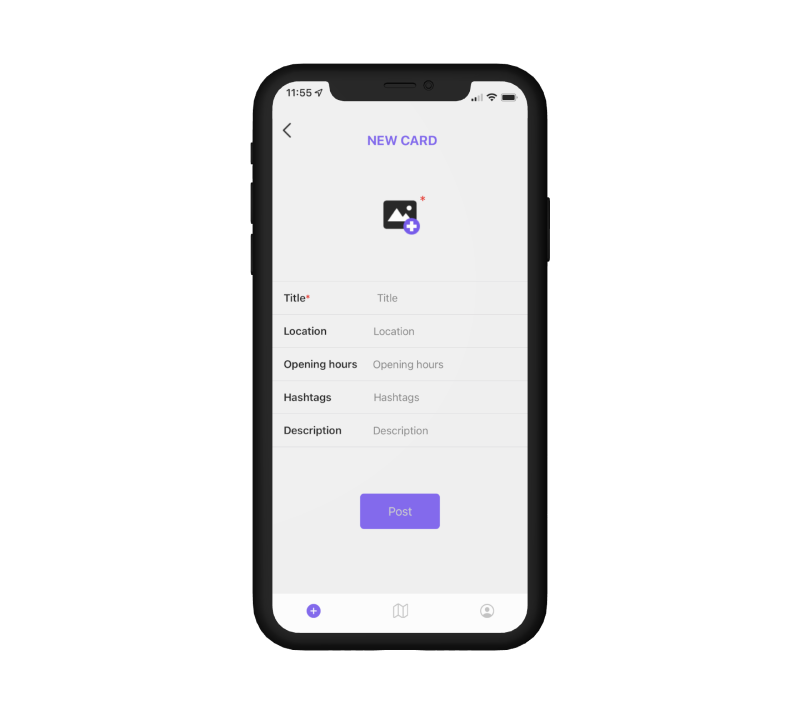 11:55
NEW CARD
*
Title* Title
Location Location
Opening hours Opening hours
Hashtags Hashtags
Description Description
Post